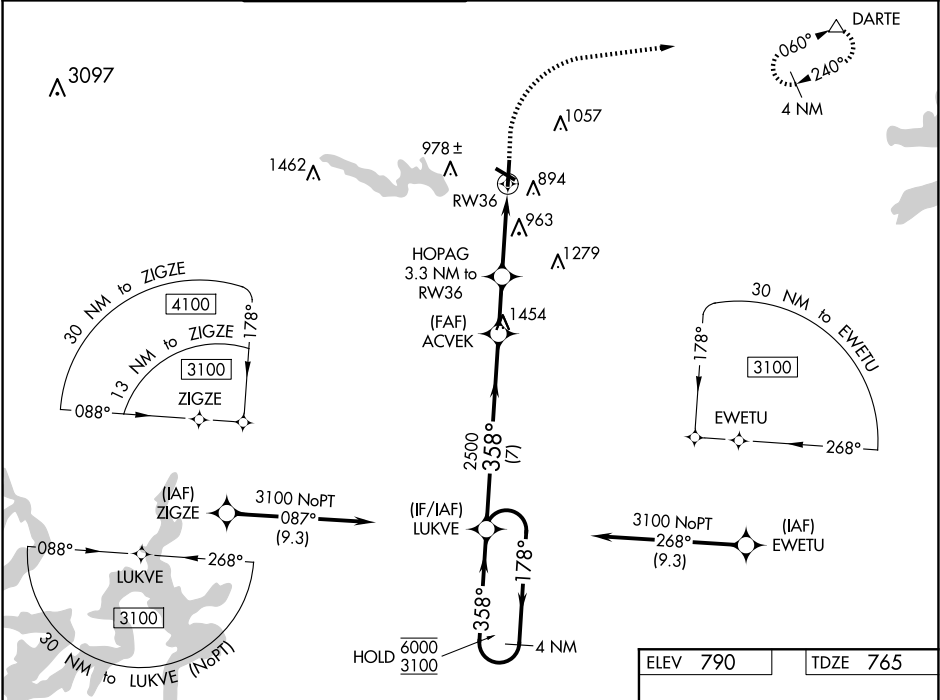 DARTE
060°
240°
4 NM
3097
1057
978 ±
1462
894
RW36
963
HOPAG
3.3 NM to
RW36
1279
30 NM to ZIGZE
4100
178°
13 NM to ZIGZE
3100
ZIGZE
088°
(FAF)
ACVEK
1454
30 NM to EWETU
178°
3100
EWETU
268°
2500
358°
(7)
(IAF)
ZIGZE
3100 NoPT
087°
(9.3)
(IF/IAF)
LUKVE
3100 NoPT
268°
(9.3)
(IAF)
EWETU
088°
268°
LUKVE
3100
30 NM to LUKVE (NoPT)
358°
178°
HOLD 6000
3100
4 NM
ELEV 790
TDZE 765